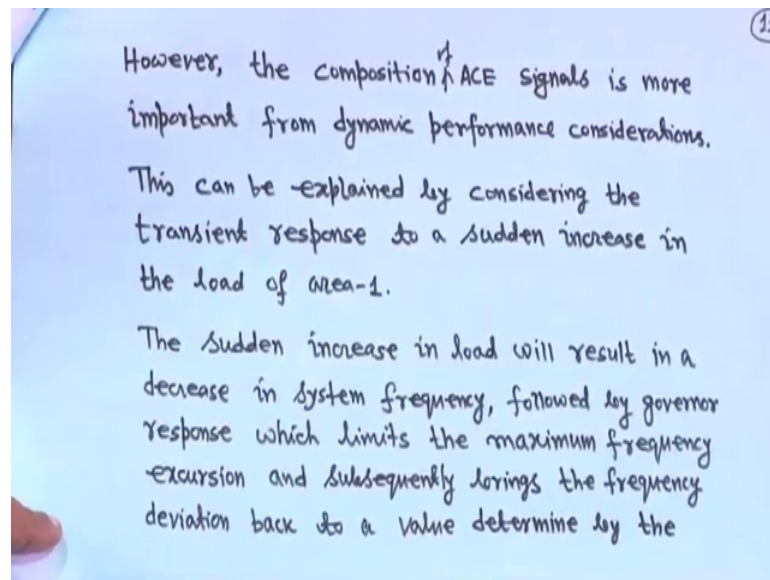 However, the composition of ACE signals is more
important from dynamic performance considerations.
This can be explained by considering the
transient response to a sudden increase in
the load of area-1.
The sudden increase in load will result in a
decrease in system frequency, followed by governor
response which limits the maximum frequency
excursion and subsequently brings the frequency
deviation back to a value determine by the